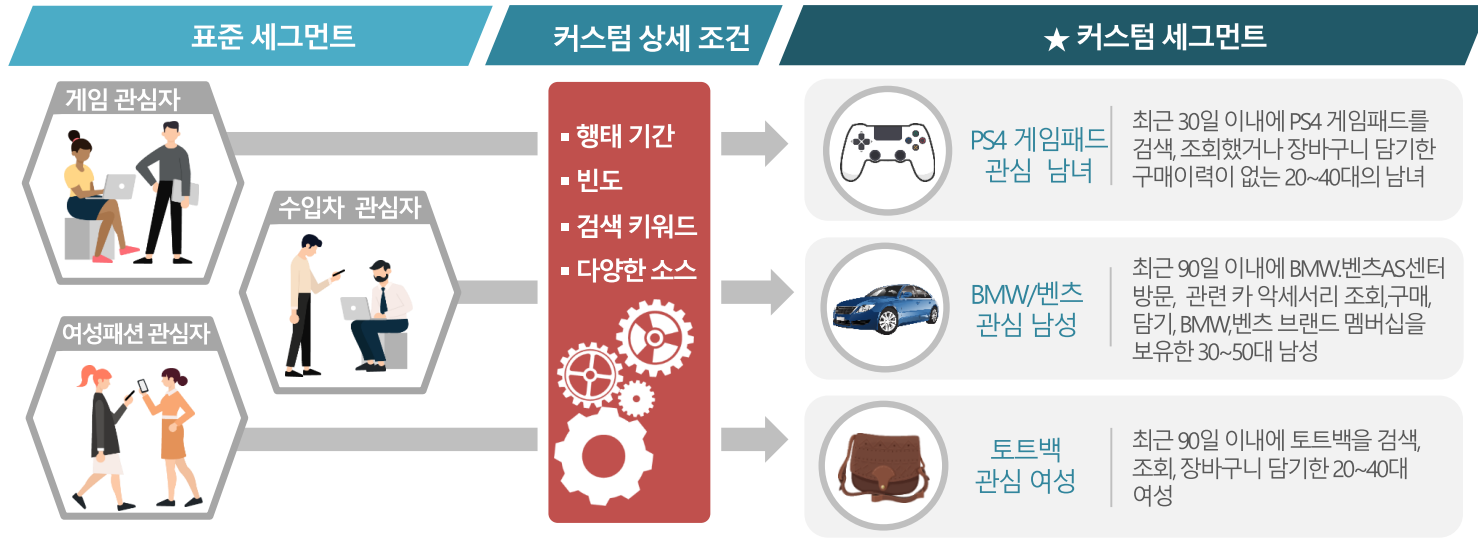 표준 세그먼트
커스텀 상세 조건
★ 커스텀 세그먼트
게임 관심자
수입차 관심자
여성패션 관심자
▪ 행태 기간
▪ 빈도
▪ 검색 키워드
▪ 다양한 소스
PS4 게임패드
관심 남녀
최근 30일 이내에 PS4 게임패드를
검색, 조회했거나 장바구니 담기한
구매이력이 없는 20~40대의 남녀
BMW/벤츠
관심 남성
최근 90일 이내에 BMW.벤츠AS센터
방문, 관련 카 악세서리 조회,구매,
담기, BMW,벤츠 브랜드 멤버십을
보유한 30~50대 남성
토트백
관심 여성
최근 90일 이내에 토트백을 검색,
조회, 장바구니 담기한 20~40대
여성